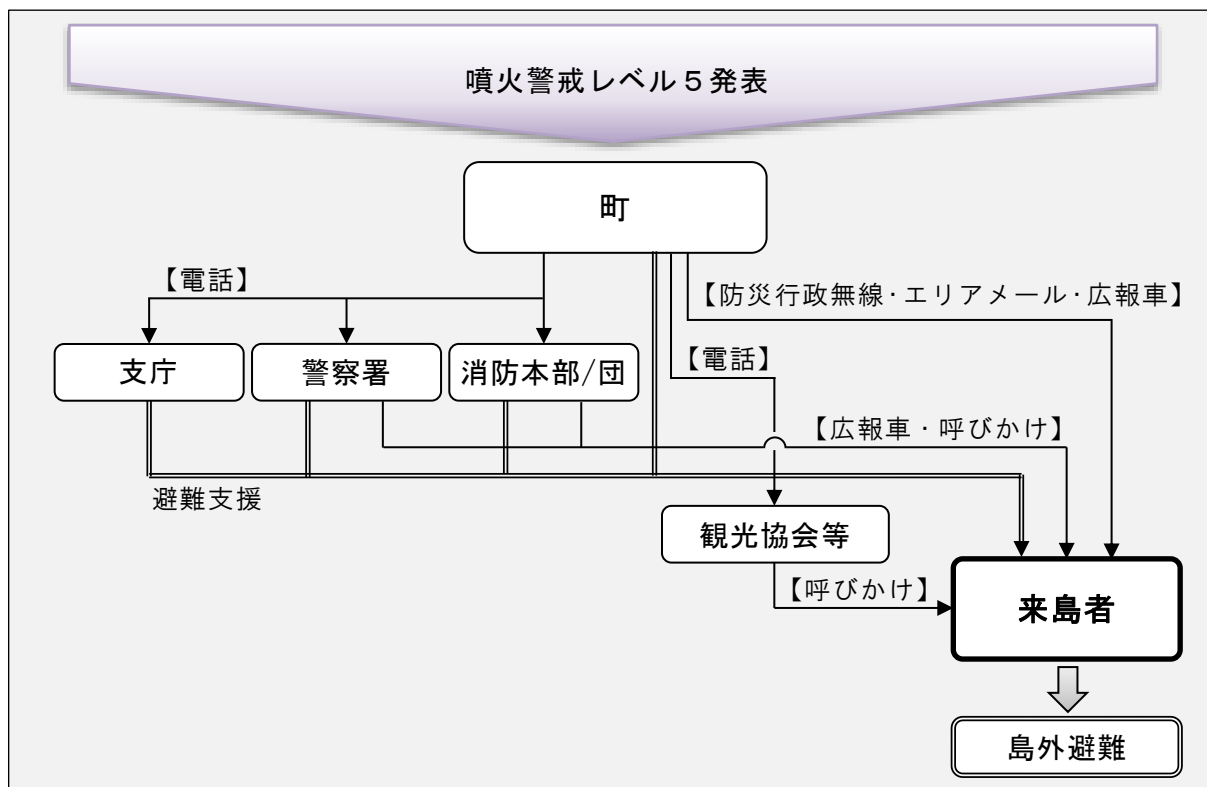 噴火警戒レベル５発表
町
【電話】
【防災行政無線・エリアメール・広報車】
支庁
警察署
消防本部/団
【電話】
【広報車・呼びかけ】
避難支援
観光協会等
【呼びかけ】
来島者
島外避難